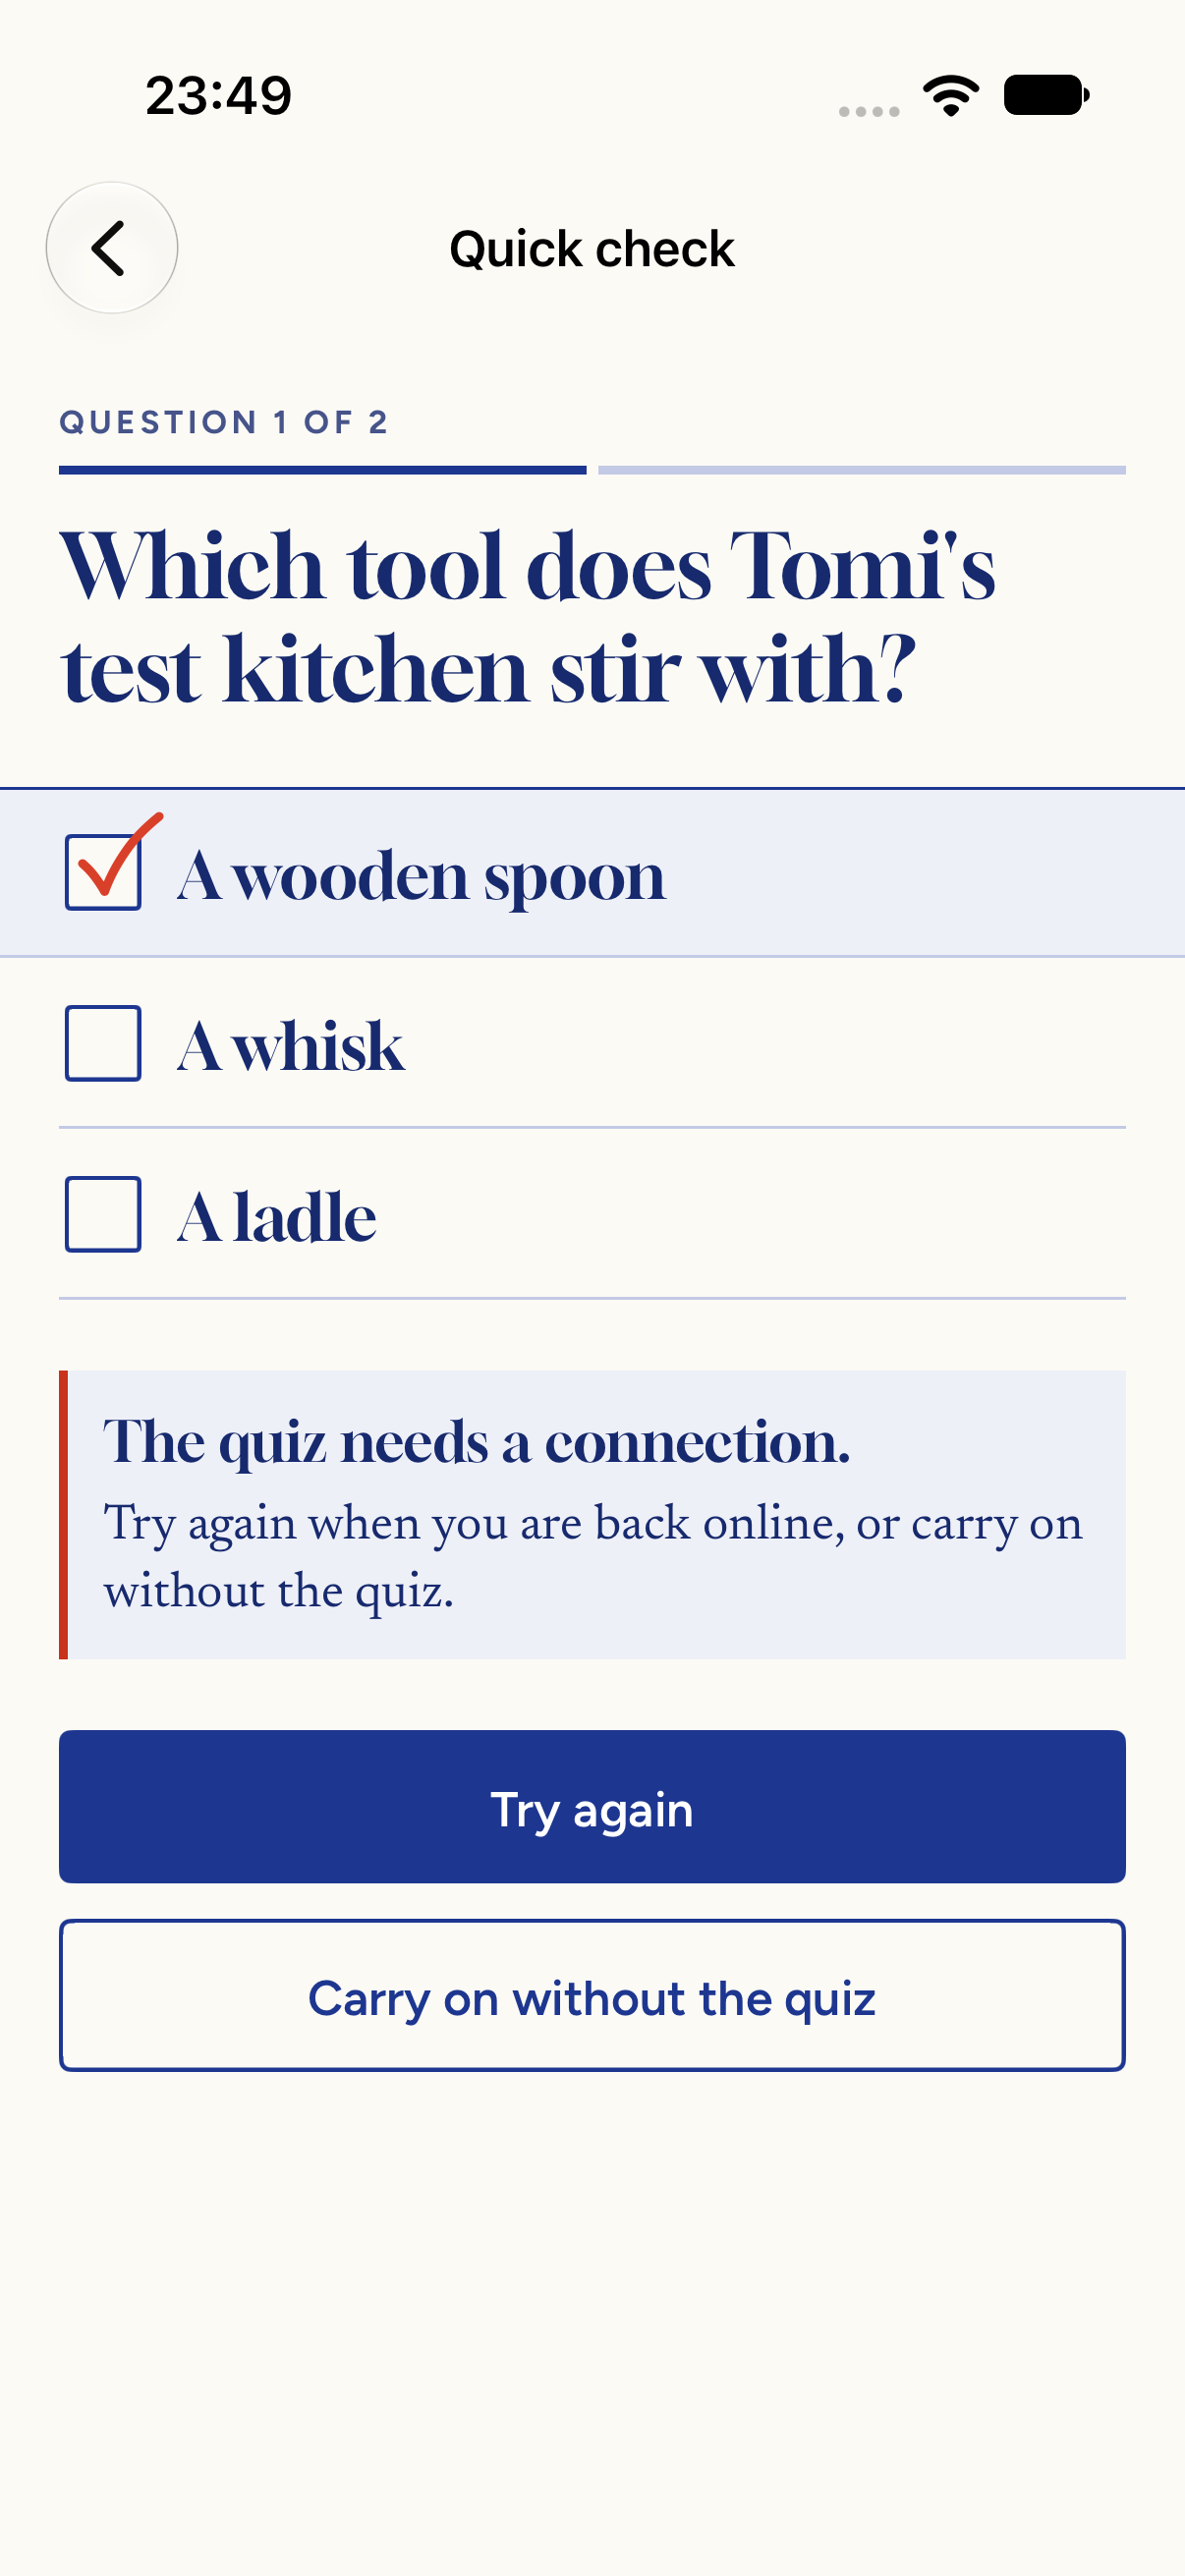 23:49
Quick check
QUESTION 1 OF 2
Which tool does Tomi's
test kitchen stir with?
A wooden spoon
A whisk
A ladle
The quiz needs a connection.
Try again when you are back online, or carry on
without the quiz.
Try again
Carry on without the quiz